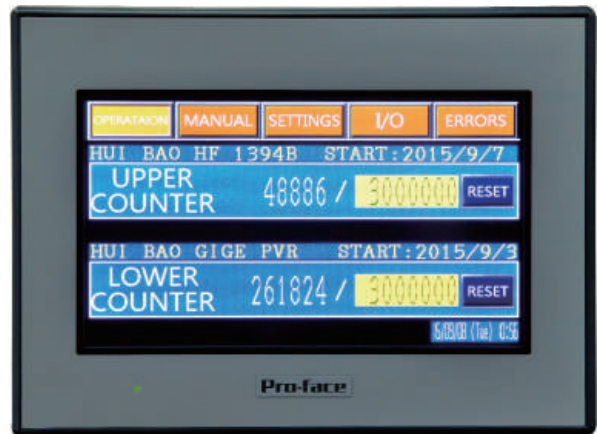 OPERATAION MANUAL SETTINGS I/O ERRORS
HUI BAO HF 1394B START:2015/9/7
UPPER COUNTER 48886 / 3000000 RESET
HUI BAO GIGE PVR START:2015/9/3
LOWER COUNTER 261824 / 3000000 RESET
(Tue)
Pro-face